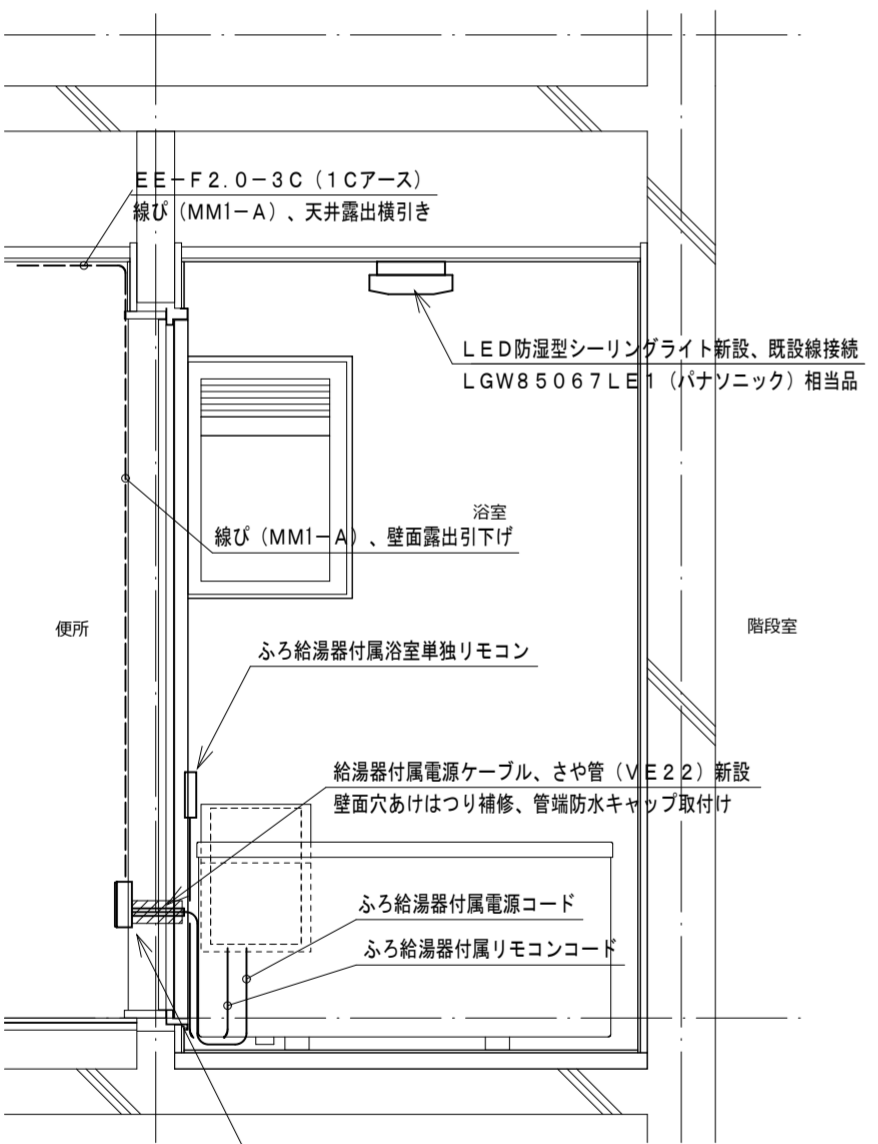 EE−F2.0−3C（1Cアース）
線ぴ（MM1−A）、天井露出横引き
LED防湿型シーリングライト新設、既設線接続
LGW85067LE1（パナソニック）相当品
浴室
線ぴ（MM1−A）、壁面露出引下げ
便所
階段室
ふろ給湯器付属浴室単独リモコン
給湯器付属電源ケーブル、さや管（VE22）新設
壁面穴あけはつり補修、管端防水キャップ取付け
ふろ給湯器付属電源コード
ふろ給湯器付属リモコンコード